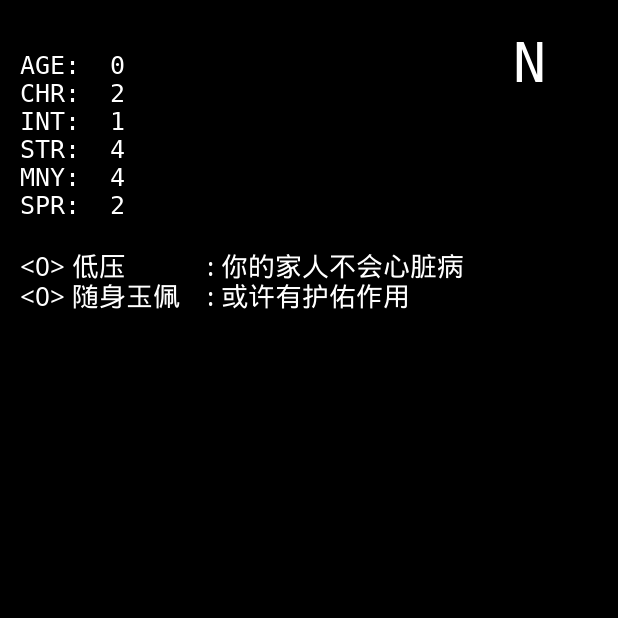 N
AGE: 0
CHR: 2
INT: 1
STR: 4
MNY: 4
SPR: 2
<O> 低压 :你的家人不会心脏病
<O> 随身玉佩 :或许有护佑作用